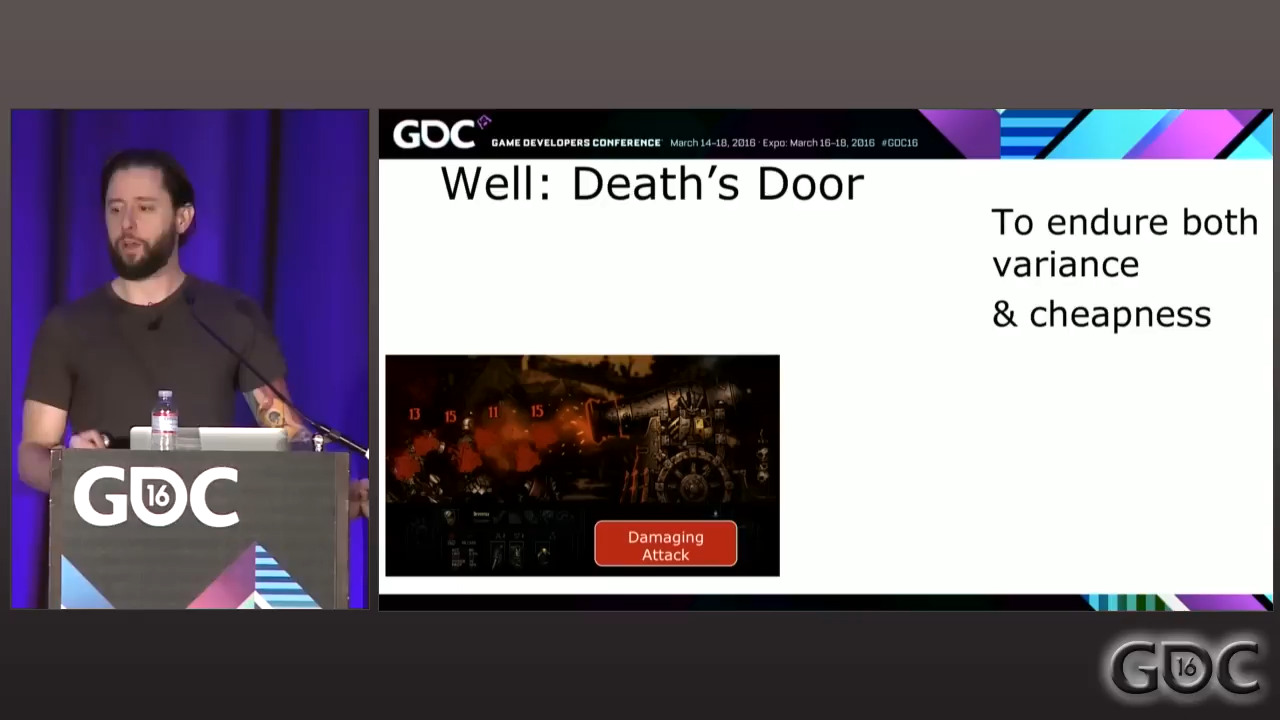 GDC
GAME DEVELOPERS CONFERENCE March 14–18, 2016 · Expo: March 16–18, 2016 #GDC16
Well: Death’s Door
To endure both
variance
& cheapness
13 15 11 15
Damaging
Attack
GDC
16
GDC
16